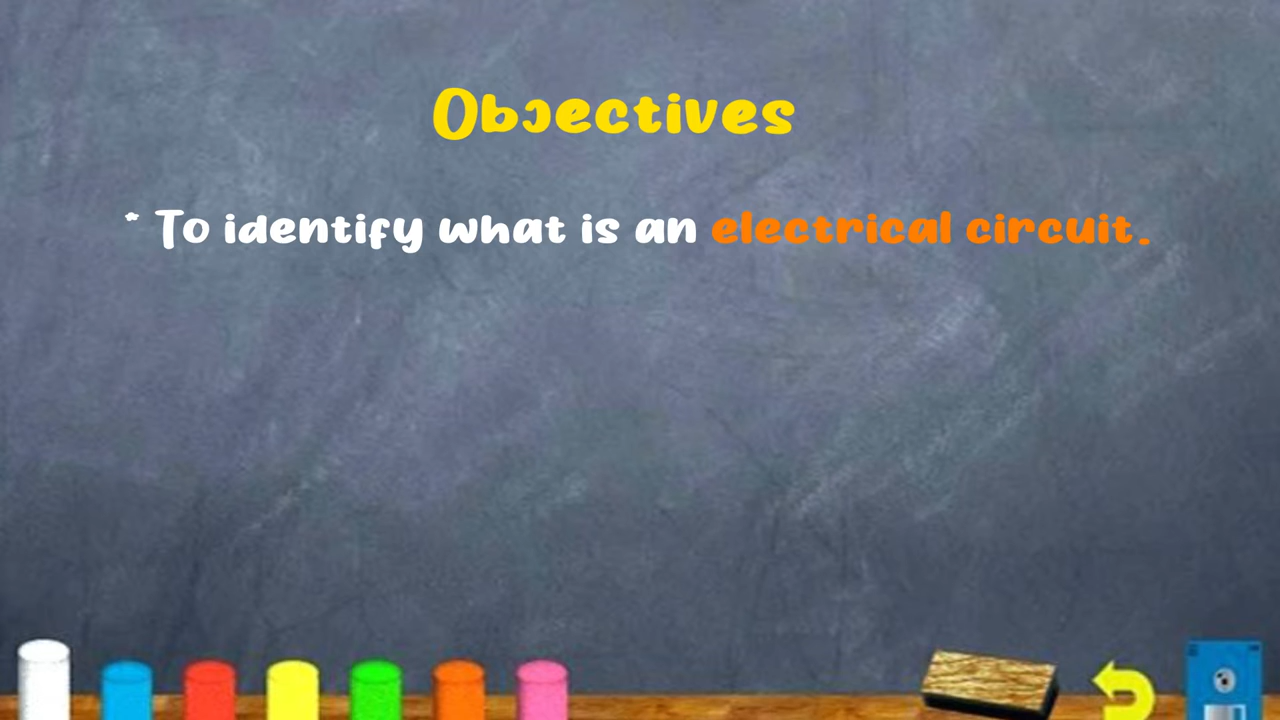 Objectives
* To identify what is an electrical circuit.